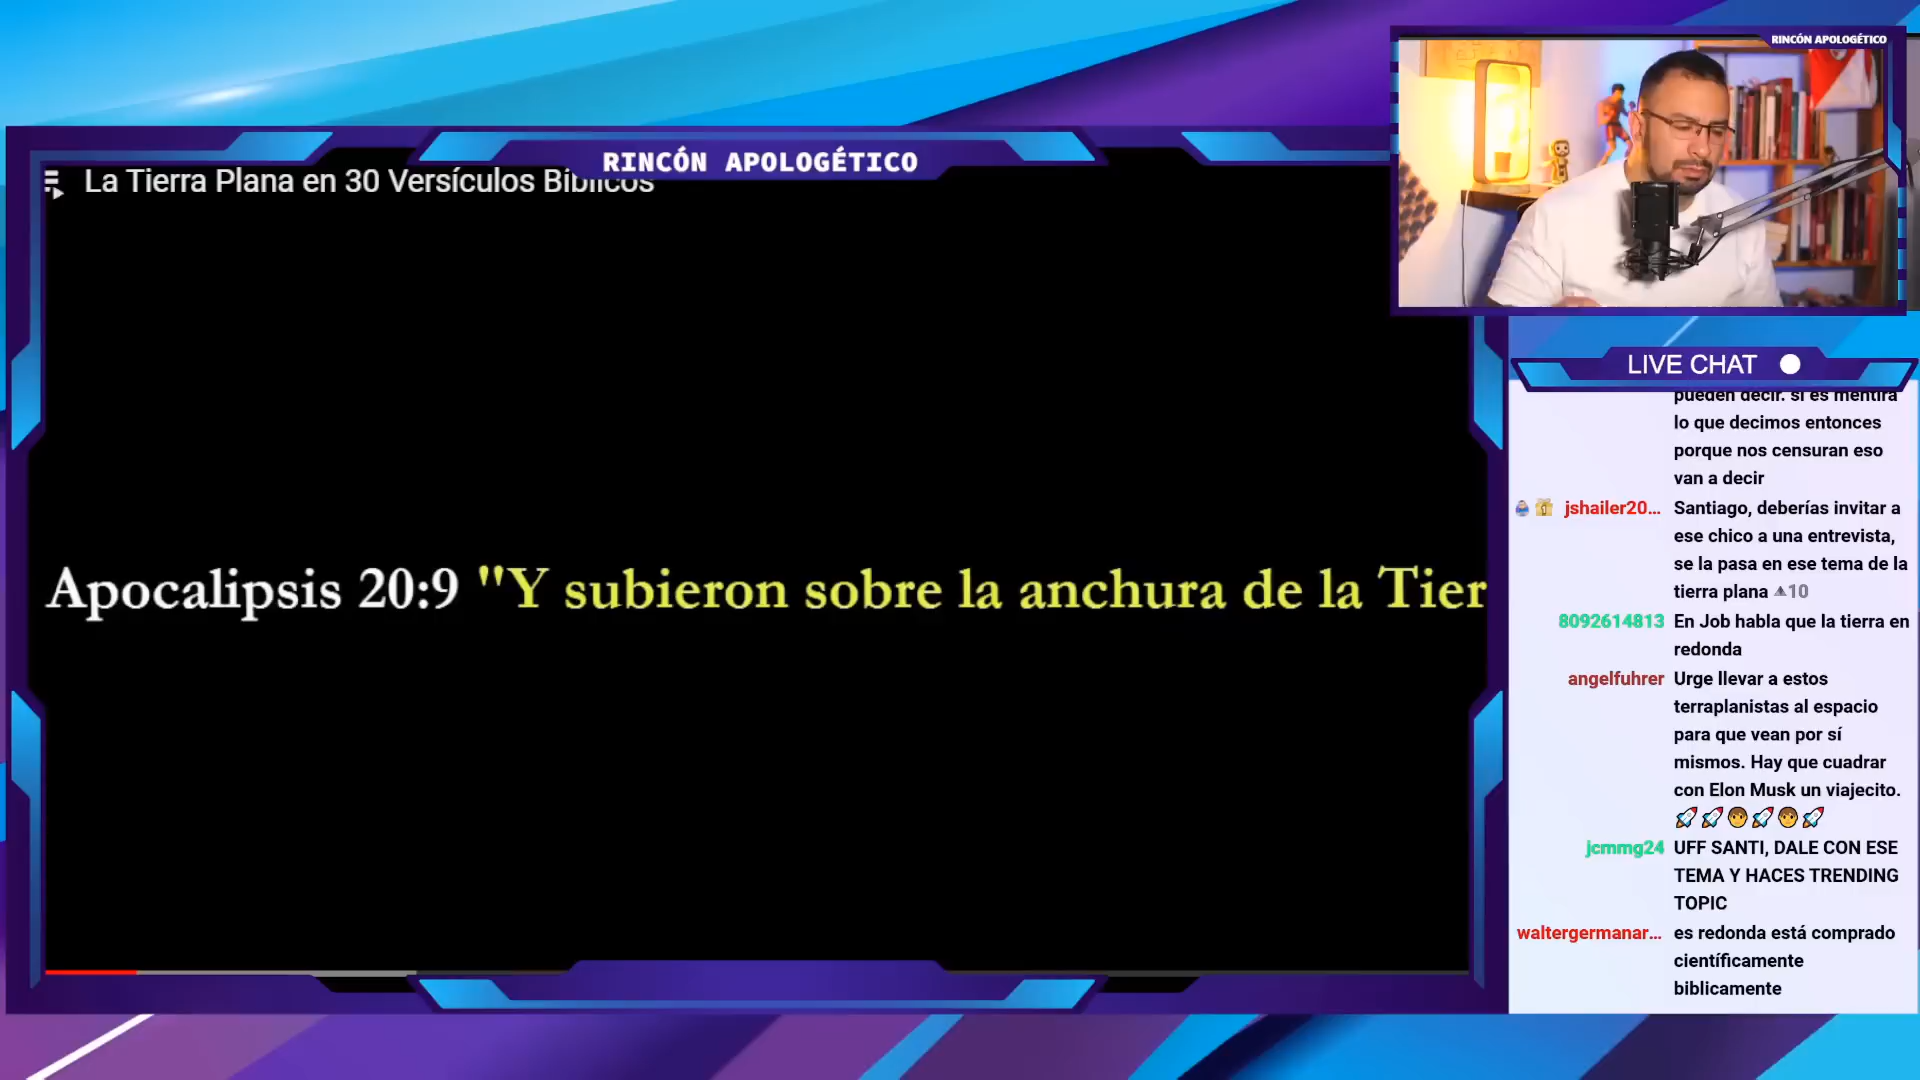 RINCÓN APOLOGÉTICO
RINCÓN APOLOGÉTICO
La Tierra Plana en 30 Versículos Bíblicos
Apocalipsis 20:9 "Y subieron sobre la anchura de la Tier
LIVE CHAT
pueden decir. si es mentira
lo que decimos entonces
porque nos censuran eso
van a decir
jshailer20... Santiago, deberías invitar a
ese chico a una entrevista,
se la pasa en ese tema de la
tierra plana 10
8092614813 En Job habla que la tierra en
redonda
angelfuhrer Urge llevar a estos
terraplanistas al espacio
para que vean por sí
mismos. Hay que cuadrar
con Elon Musk un viajecito.
🚀🚀👨🚀👨🚀
jcmmg24 UFF SANTI, DALE CON ESE
TEMA Y HACES TRENDING
TOPIC
waltergermanar... es redonda está comprado
científicamente
biblicamente